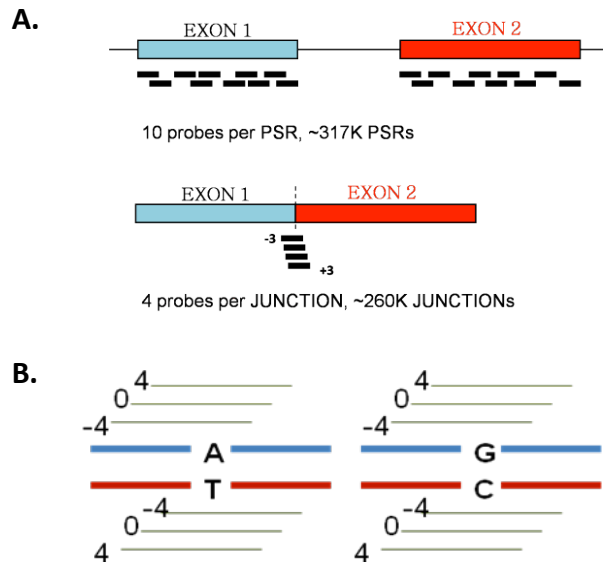 A.
EXON 1 EXON 2
10 probes per PSR, ~317K PSRs
EXON 1 EXON 2
-3
+3
4 probes per JUNCTION, ~260K JUNCTIONs
B.
4 4
0 0
-4 -4
A G
T C
-4 -4
0 0
4 4